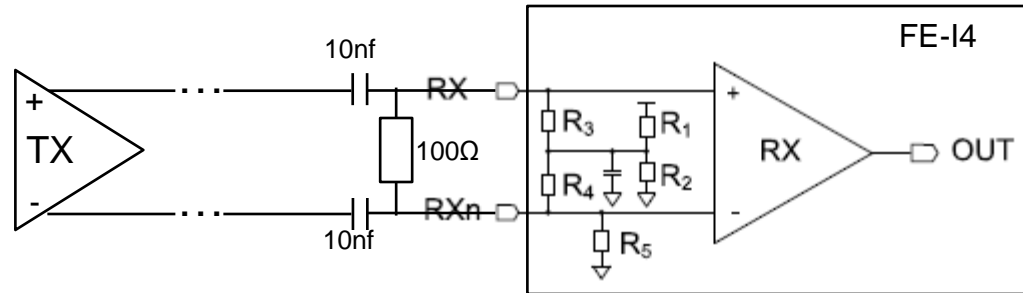 FE-I4
10nf
+
TX
-
100Ω
10nf
RX
RXn
R3
R1
R4
R2
R5
+
RX
-
OUT